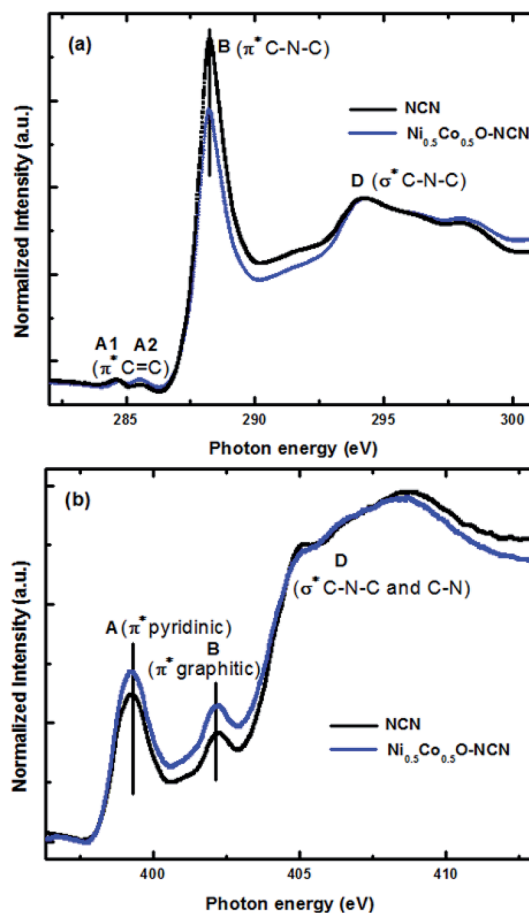 (a)
B (π* C-N-C)
NCN
Ni0.5Co0.5O-NCN
D (σ* C-N-C)
A1 A2
(π* C=C)
Normalized Intensity (a.u.)
285 290 295 300
Photon energy (eV)
(b)
D
(σ* C-N-C and C-N)
A (π* pyridinic)
B
(π* graphitic)
NCN
Ni0.5Co0.5O-NCN
Normalized Intensity (a.u.)
400 405 410
Photon energy (eV)